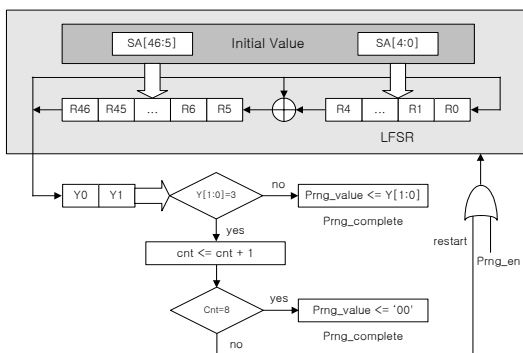 SA[46:5] Initial Value SA[4:0]
R46 R45 ... R6 R5 R4 ... R1 R0
LFSR
Y0 Y1 Y[1:0]=3 no Prng_value <= Y[1:0]
Prng_complete
yes
restart
cnt <= cnt + 1
Prng_en
Cnt=8 yes Prng_value <= '00'
Prng_complete
no